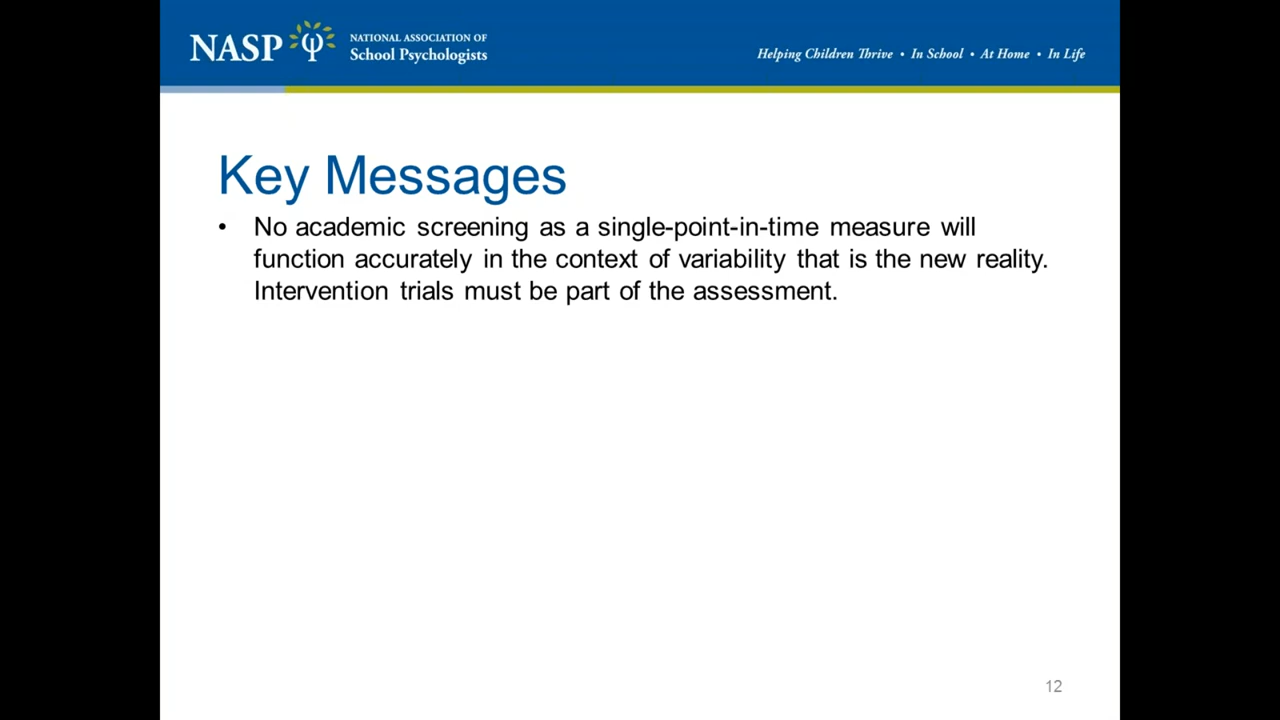 NASP
NATIONAL ASSOCIATION OF
School Psychologists
Helping Children Thrive • In School • At Home • In Life
Key Messages
• No academic screening as a single-point-in-time measure will
function accurately in the context of variability that is the new reality.
Intervention trials must be part of the assessment.
12